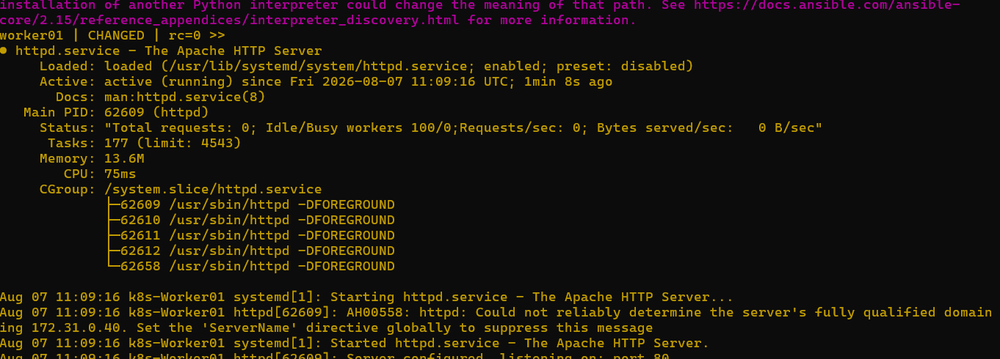 installation of another Python interpreter could change the meaning of that path. See https://docs.ansible.com/ansible-
core/2.15/reference_appendices/interpreter_discovery.html for more information.
worker01 | CHANGED | rc=0 >>
● httpd.service - The Apache HTTP Server
     Loaded: loaded (/usr/lib/systemd/system/httpd.service; enabled; preset: disabled)
     Active: active (running) since Fri 2026-08-07 11:09:16 UTC; 1min 8s ago
       Docs: man:httpd.service(8)
   Main PID: 62609 (httpd)
     Status: "Total requests: 0; Idle/Busy workers 100/0;Requests/sec: 0; Bytes served/sec:   0 B/sec"
      Tasks: 177 (limit: 4543)
     Memory: 13.6M
        CPU: 75ms
     CGroup: /system.slice/httpd.service
             ├─62609 /usr/sbin/httpd -DFOREGROUND
             ├─62610 /usr/sbin/httpd -DFOREGROUND
             ├─62611 /usr/sbin/httpd -DFOREGROUND
             ├─62612 /usr/sbin/httpd -DFOREGROUND
             └─62658 /usr/sbin/httpd -DFOREGROUND

Aug 07 11:09:16 k8s-Worker01 systemd[1]: Starting httpd.service - The Apache HTTP Server...
Aug 07 11:09:16 k8s-Worker01 httpd[62609]: AH00558: httpd: Could not reliably determine the server's fully qualified domain
ing 172.31.0.40. Set the 'ServerName' directive globally to suppress this message
Aug 07 11:09:16 k8s-Worker01 systemd[1]: Started httpd.service - The Apache HTTP Server.
Aug 07 11:09:16 k8s-Worker01 httpd[62609]: Server configured, listening on: port 80